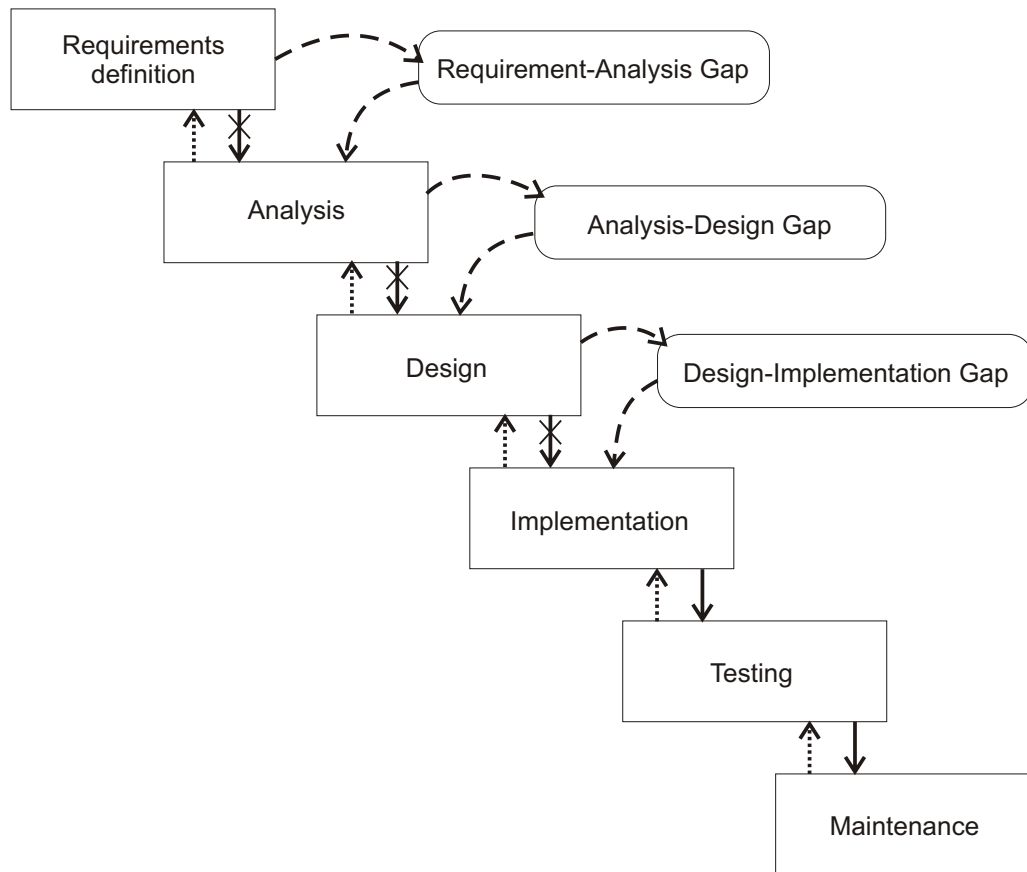 Requirements
definition
Requirement-Analysis Gap
Analysis
Analysis-Design Gap
Design
Design-Implementation Gap
Implementation
Testing
Maintenance